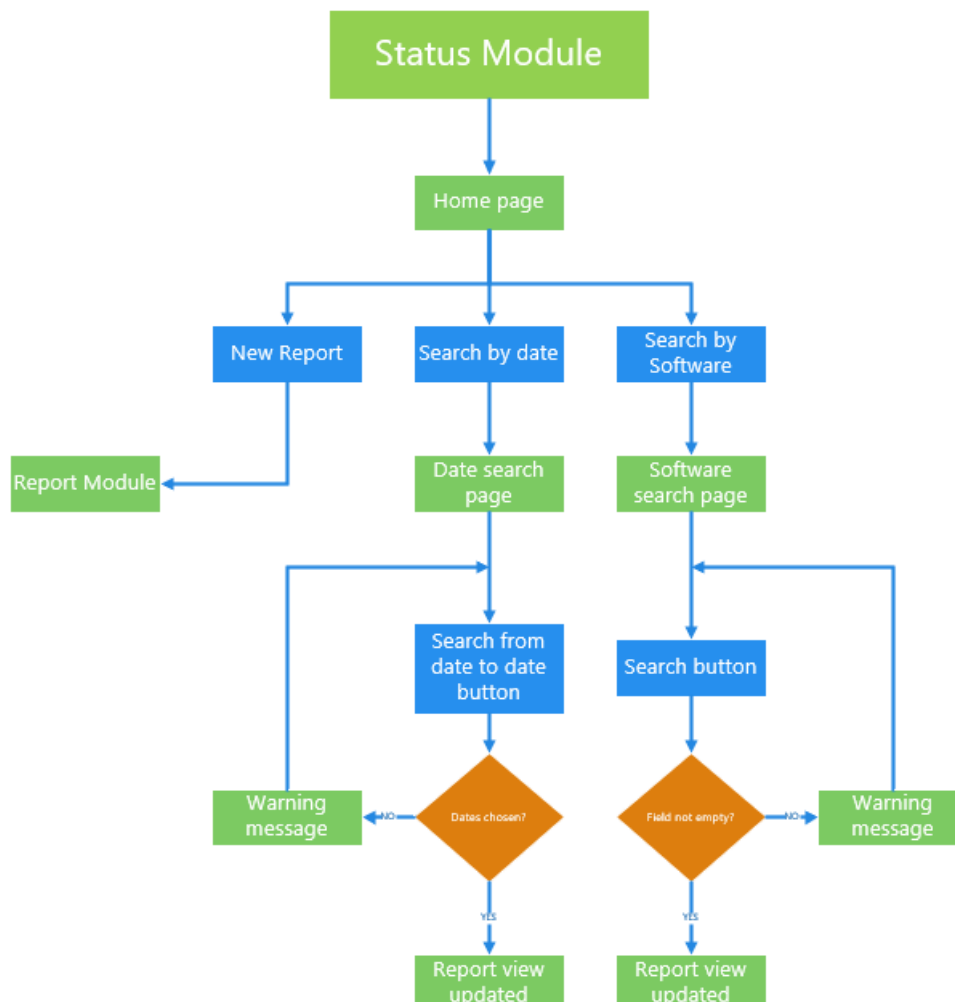 Status Module
Home page
New Report
Search by date
Search by
Software
Report Module
Date search
page
Software
search page
Search from
date to date
button
Search button
Warning
message
NO
Dates chosen?
Field not empty?
NO
Warning
message
YES
YES
Report view
updated
Report view
updated